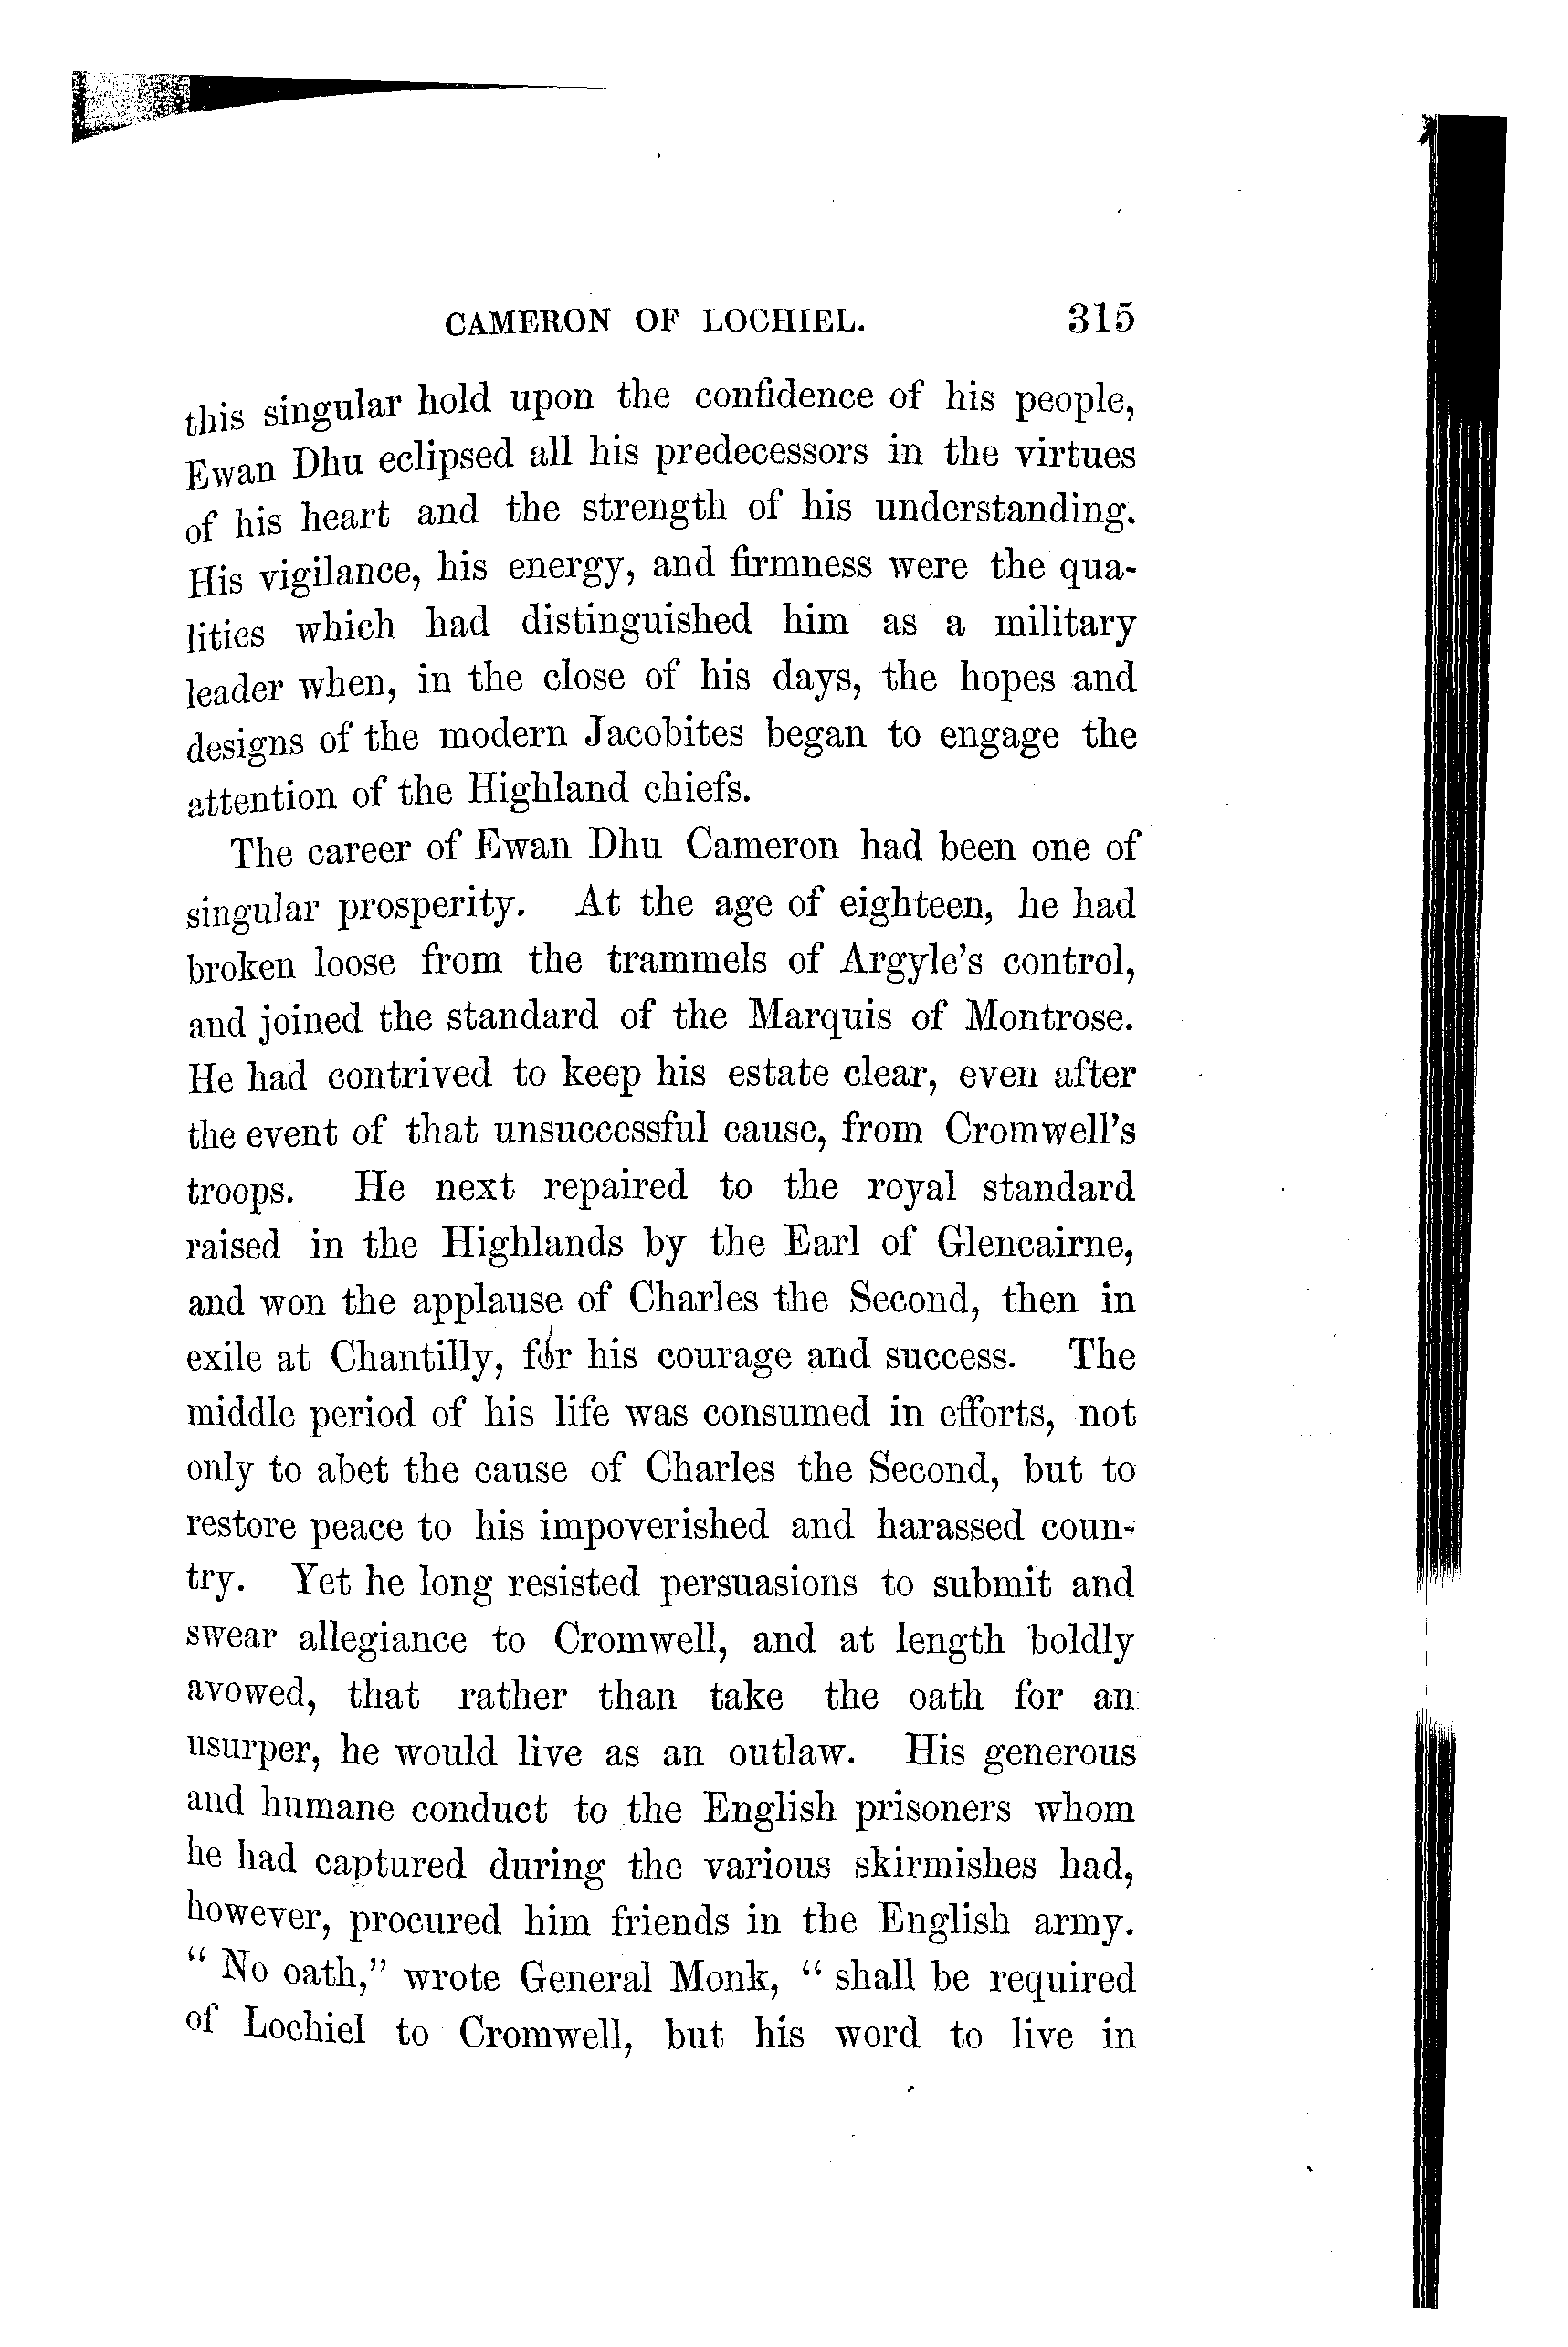 CAMERON OF LOCHIEL. 315
this singular hold upon the confidence of his people,
Ewan Dhu eclipsed all his predecessors in the virtues
of his heart and the strength of his understanding.
His vigilance, his energy, and firmness were the qua-
lities which had distinguished him as a military
leader when, in the close of his days, the hopes and
designs of the modern Jacobites began to engage the
attention of the Highland chiefs.
The career of Ewan Dhu Cameron had been one of
singular prosperity. At the age of eighteen, he had
broken loose from the trammels of Argyle's control,
and joined the standard of the Marquis of Montrose.
He had contrived to keep his estate clear, even after
the event of that unsuccessful cause, from Cromwell's
troops. He next repaired to the royal standard
raised in the Highlands by the Earl of Glencairne,
and won the applause of Charles the Second, then in
exile at Chantilly, for his courage and success. The
middle period of his life was consumed in efforts, not
only to abet the cause of Charles the Second, but to
restore peace to his impoverished and harassed coun-
try. Yet he long resisted persuasions to submit and
swear allegiance to Cromwell, and at length boldly
avowed, that rather than take the oath for an
usurper, he would live as an outlaw. His generous
and humane conduct to the English prisoners whom
he had captured during the various skirmishes had,
however, procured him friends in the English army.
“ No oath,” wrote General Monk, “ shall be required
of Lochiel to Cromwell, but his word to live in